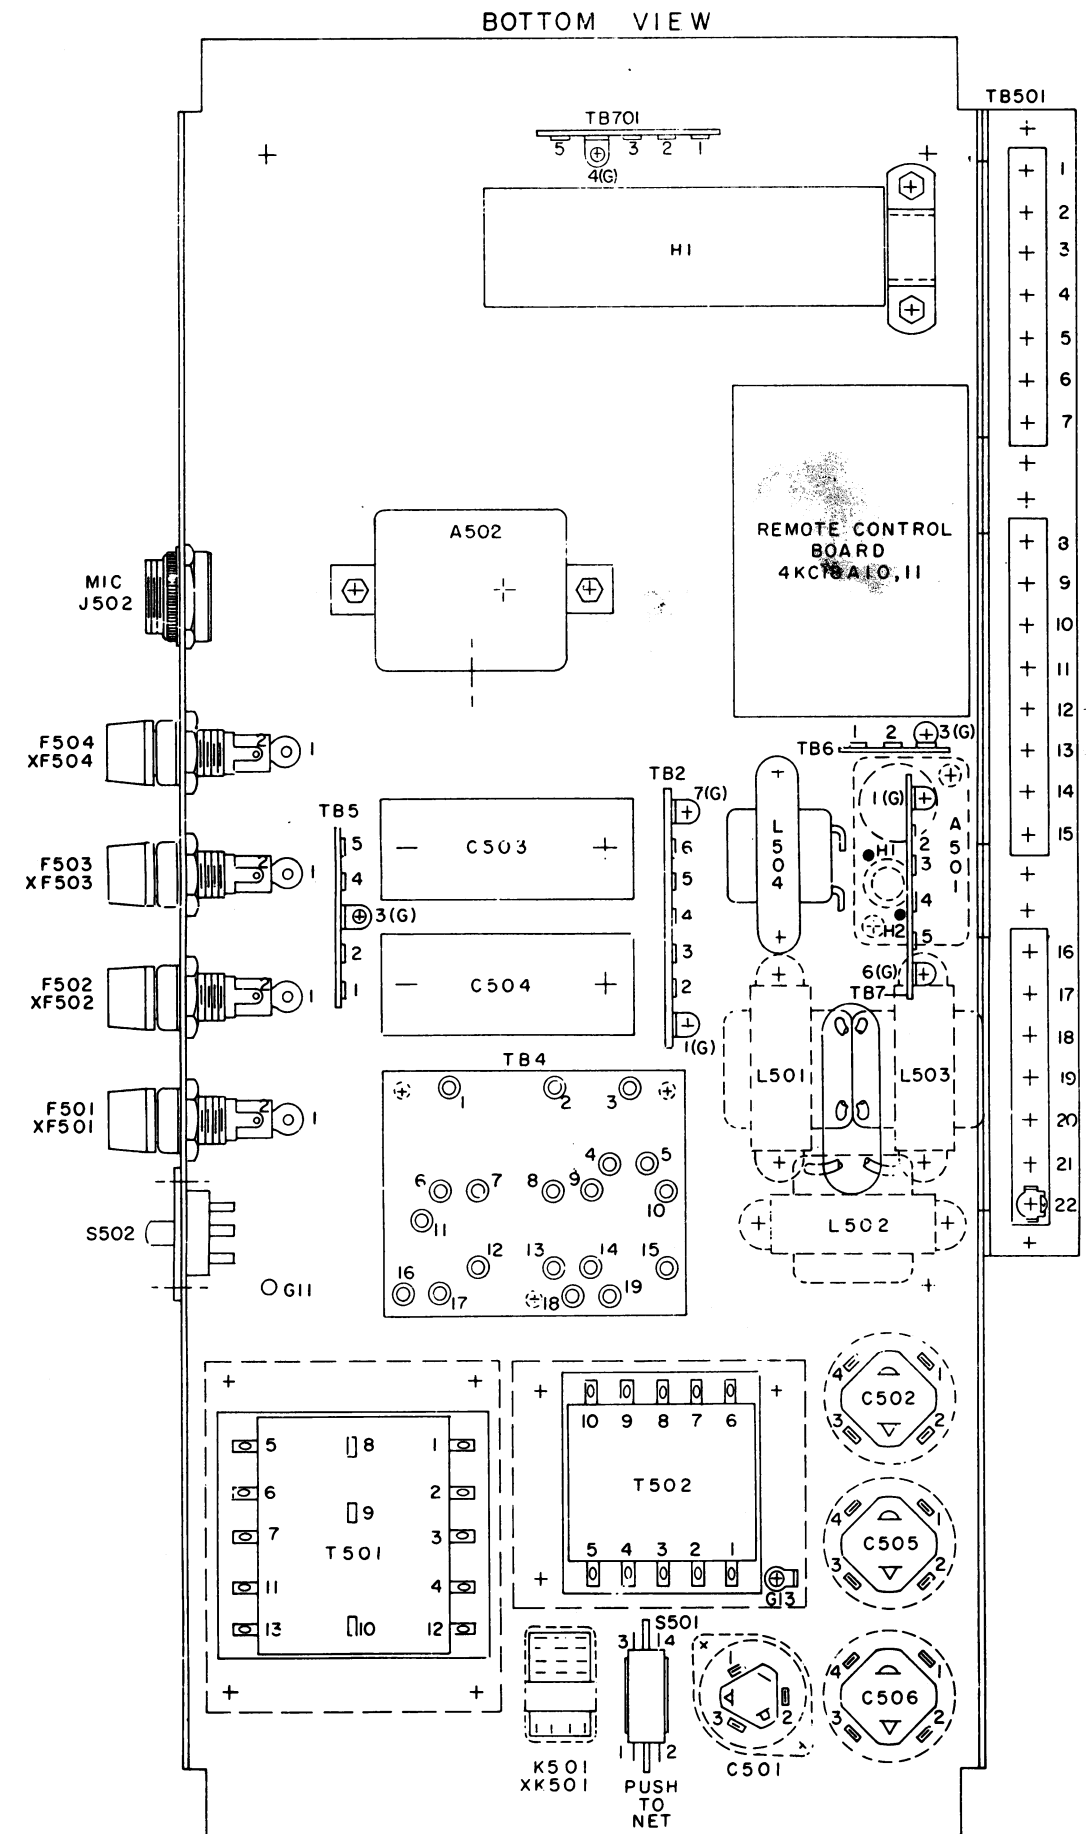 BOTTOM VIEW
TB501
TB701
5 3 2 1
4(G)
H1
1
2
3
4
5
6
7
A502
REMOTE CONTROL
BOARD
4KC18A10,11
8
9
10
11
12
13
14
15
MIC
J502
F504
XF504
2 1
TB6
1 2 3(G)
TB2
7(G)
6
5
4
3
2
1(G)
L504
1(G)
2
3
4
5
6(G)
TB7
A501
H1
H2
TB5
5
4
3(G)
2
1
— C503 +
— C504 +
F503
XF503
2 1
F502
XF502
2 1
F501
XF501
2 1
16
17
18
19
20
21
22
TB4
1 2 3
4 5
6 7 8 9 10
11
12 13 14 15
16 17 18 19
L501
L503
L502
S502
G11
T501
5 8 1
6 9 2
7 3
11 4
13 10 12
T502
10 9 8 7 6
5 4 3 2 1
G13
C502
4 1
3 2
C505
4 1
3 2
C506
4 1
3 2
K501
XK501
S501
3 4
1 2
PUSH
TO
NET
C501
1
3 2